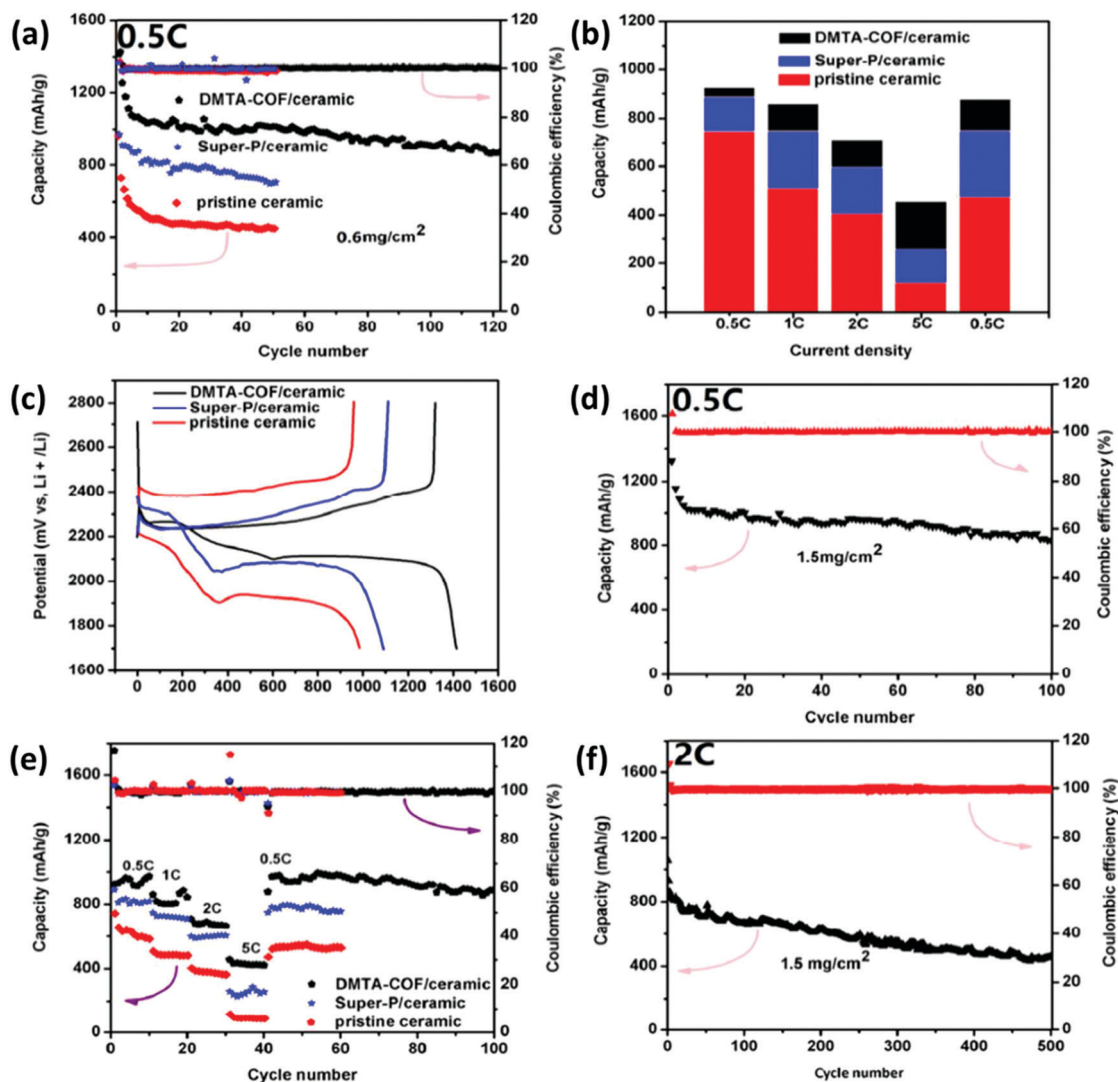 (a)
0.5C
1600
1200
800
400
0
120
100
80
60
40
20
0
Capacity (mAh/g)
Coulombic efficiency (%)
DMTA-COF/ceramic
Super-P/ceramic
pristine ceramic
0.6mg/cm2
0 20 40 60 80 100 120
Cycle number
(b)
1200
1000
800
600
400
200
0
Capacity (mAh/g)
DMTA-COF/ceramic
Super-P/ceramic
pristine ceramic
0.5C 1C 2C 5C 0.5C
Current density
(c)
2800
2600
2400
2200
2000
1800
1600
Potential (mV vs, Li + /Li)
DMTA-COF/ceramic
Super-P/ceramic
pristine ceramic
0 200 400 600 800 1000 1200 1400 1600
(d)
0.5C
1600
1200
800
400
0
120
100
80
60
40
20
0
Capacity (mAh/g)
Coulombic efficiency (%)
1.5mg/cm2
0 20 40 60 80 100
Cycle number
(e)
1600
1200
800
400
0
120
100
80
60
40
20
0
Capacity (mAh/g)
Coulombic efficiency (%)
0.5C
1C
2C
5C
0.5C
DMTA-COF/ceramic
Super-P/ceramic
pristine ceramic
0 20 40 60 80 100
Cycle number
(f)
2C
1600
1200
800
400
0
120
100
80
60
40
20
0
Capacity (mAh/g)
Coulombic efficiency (%)
1.5 mg/cm2
0 100 200 300 400 500
Cycle number